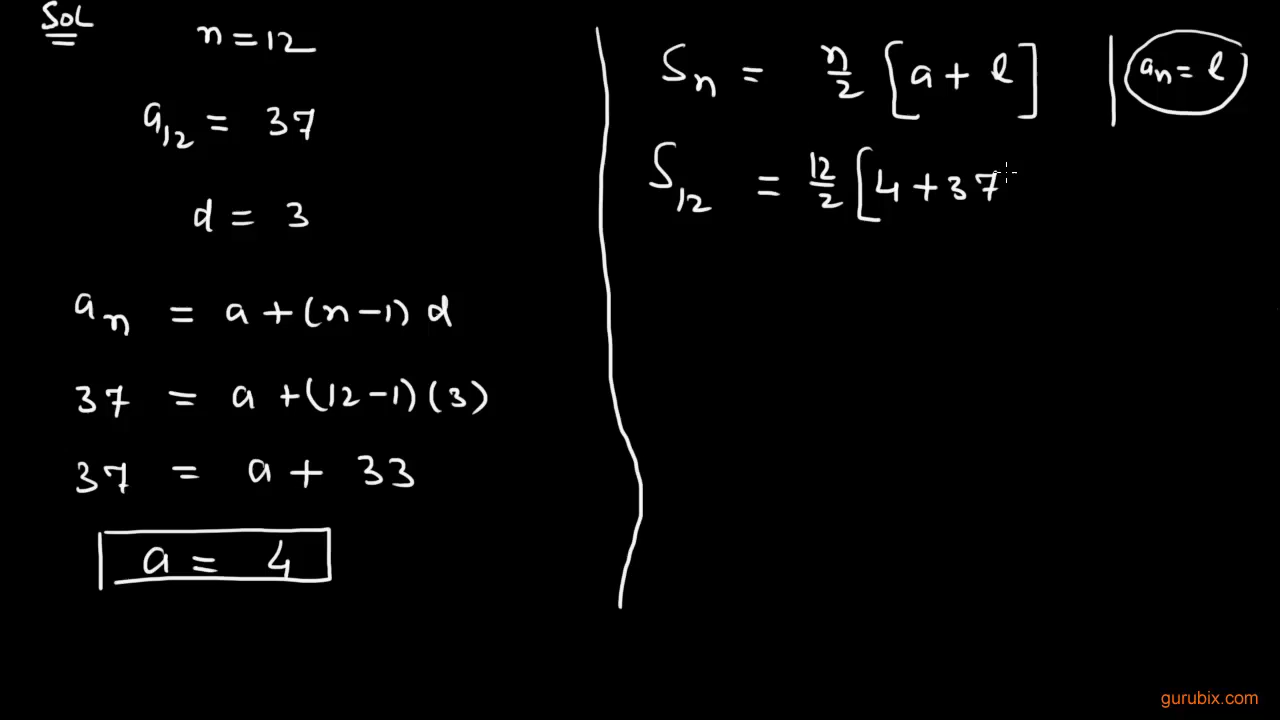 SOL
n = 12
a₁₂ = 37
d = 3
aₙ = a + (n – 1) d
37 = a + (12 – 1) (3)
37 = a + 33
a = 4
Sₙ = n/2 [a + l] | aₙ = l
S₁₂ = 12/2 [4 + 37
gurubix.com